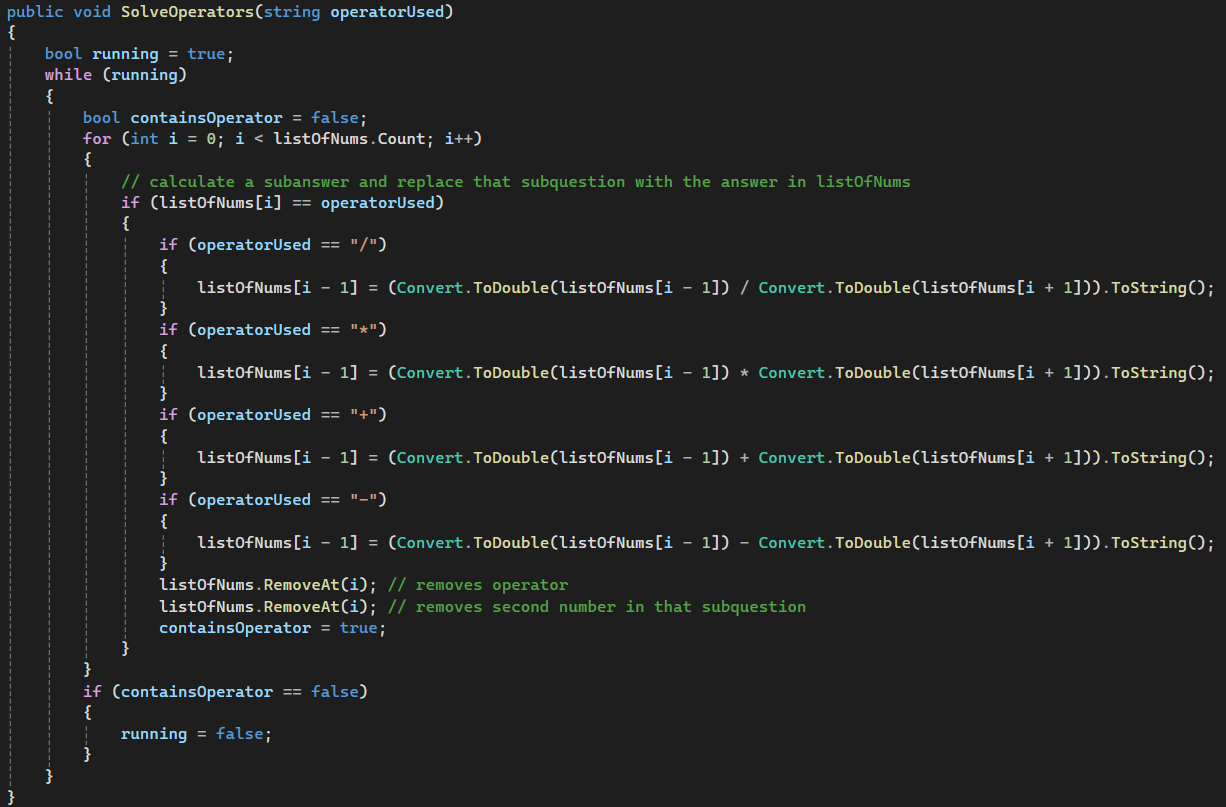 public void SolveOperators(string operatorUsed)
{
    bool running = true;
    while (running)
    {
        bool containsOperator = false;
        for (int i = 0; i < listOfNums.Count; i++)
        {
            // calculate a subanswer and replace that subquestion with the answer in listOfNums
            if (listOfNums[i] == operatorUsed)
            {
                if (operatorUsed == "/")
                {
                    listOfNums[i - 1] = (Convert.ToDouble(listOfNums[i - 1]) / Convert.ToDouble(listOfNums[i + 1])).ToString();
                }
                if (operatorUsed == "*")
                {
                    listOfNums[i - 1] = (Convert.ToDouble(listOfNums[i - 1]) * Convert.ToDouble(listOfNums[i + 1])).ToString();
                }
                if (operatorUsed == "+")
                {
                    listOfNums[i - 1] = (Convert.ToDouble(listOfNums[i - 1]) + Convert.ToDouble(listOfNums[i + 1])).ToString();
                }
                if (operatorUsed == "-")
                {
                    listOfNums[i - 1] = (Convert.ToDouble(listOfNums[i - 1]) - Convert.ToDouble(listOfNums[i + 1])).ToString();
                }
                listOfNums.RemoveAt(i); // removes operator
                listOfNums.RemoveAt(i); // removes second number in that subquestion
                containsOperator = true;
            }
        }
        if (containsOperator == false)
        {
            running = false;
        }
    }
}